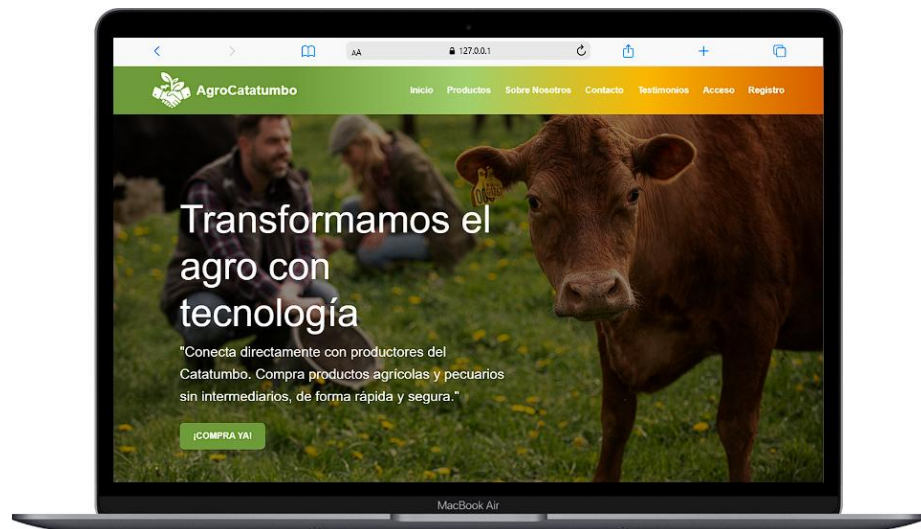 AA 127.0.0.1
AgroCatatumbo Inicio Productos Sobre Nosotros Contacto Testimonios Acceso Registro
Transformamos el
agro con
tecnología
"Conecta directamente con productores del
Catatumbo. Compra productos agrícolas y pecuarios
sin intermediarios, de forma rápida y segura."
¡COMPRA YA!
MacBook Air